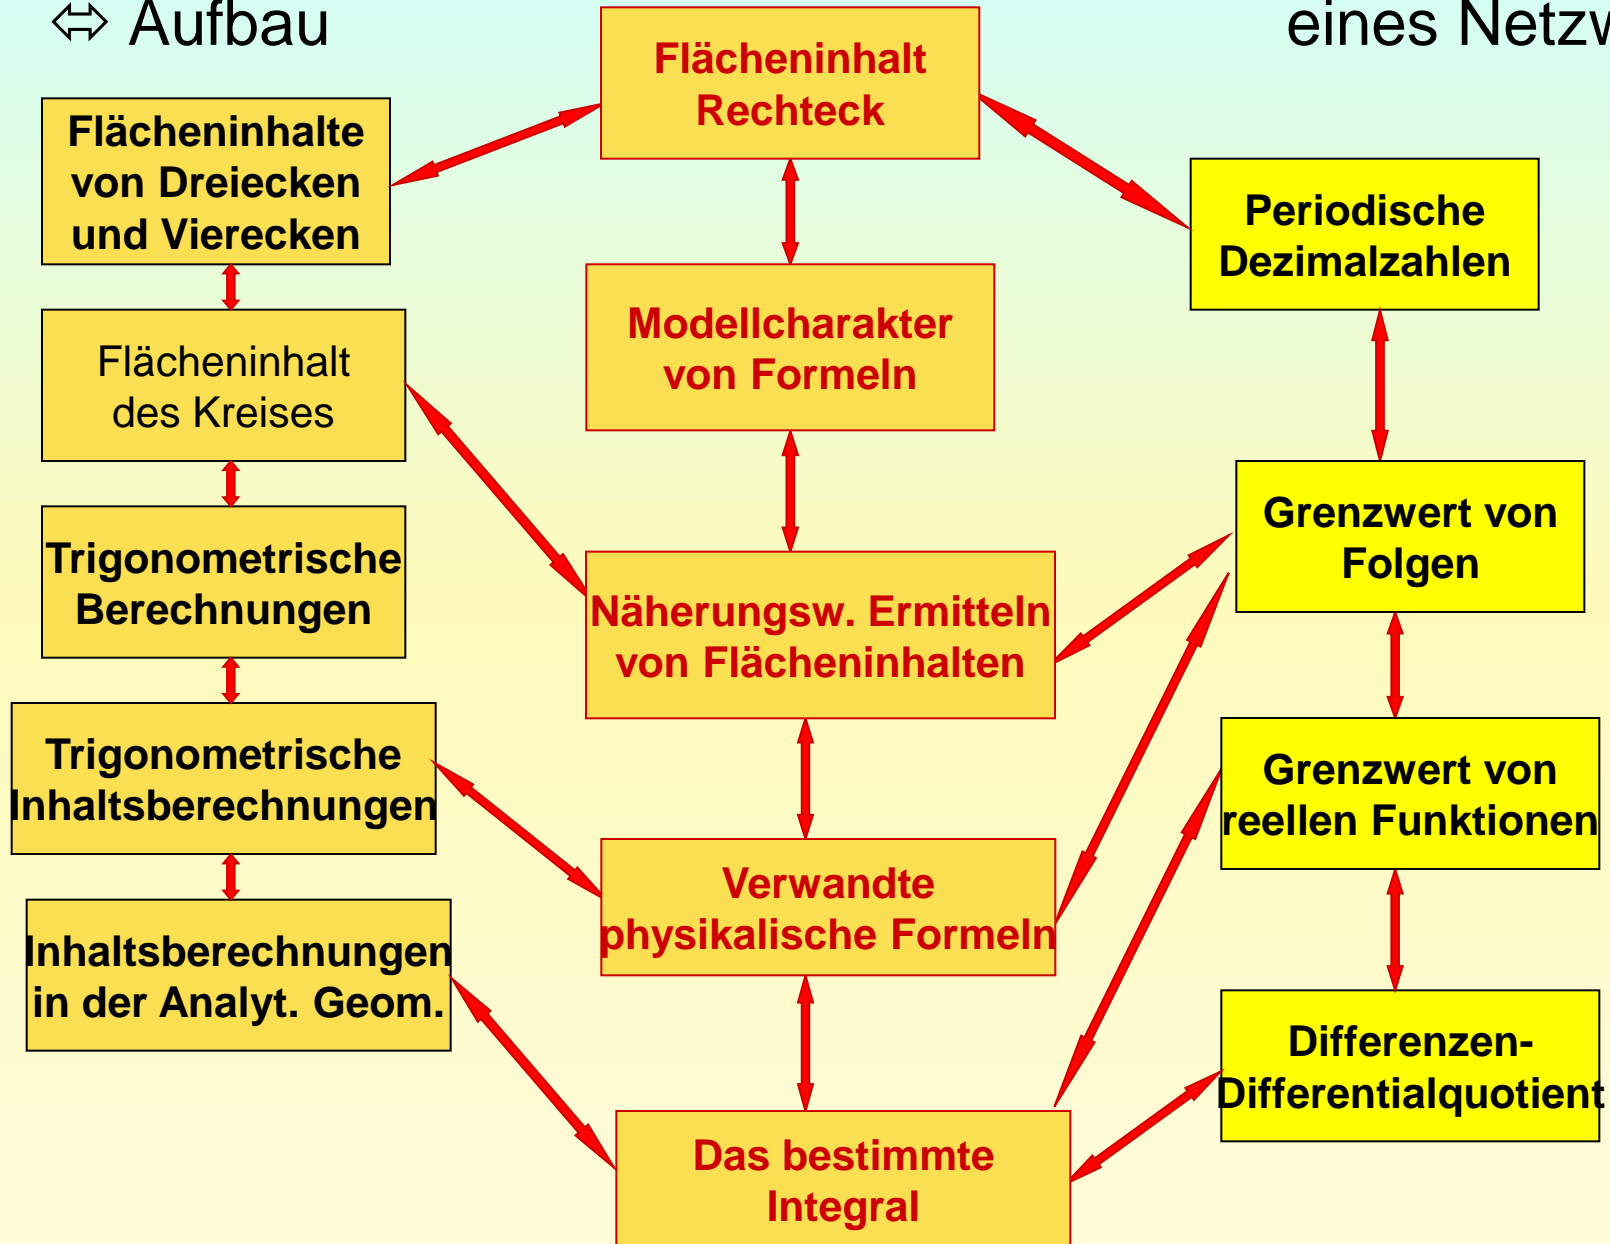 ⇔ Aufbau
eines
Flächeninhalt
Rechteck
Flächeninhalte
von Dreiecken
und Vierecken
Periodische
Dezimalzahlen
Modellcharakter
von Formeln
Flächeninhalt
des Kreises
Grenzwert von
Folgen
Trigonometrische
Berechnungen
Näherungsw. Ermitteln
von Flächeninhalten
Trigonometrische
Inhaltsberechnungen
Grenzwert von
reellen Funktionen
Verwandte
physikalische Formeln
Inhaltsberechnungen
in der Analyt. Geom.
Differenzen-
Differentialquotient
Das bestimmte
Integral